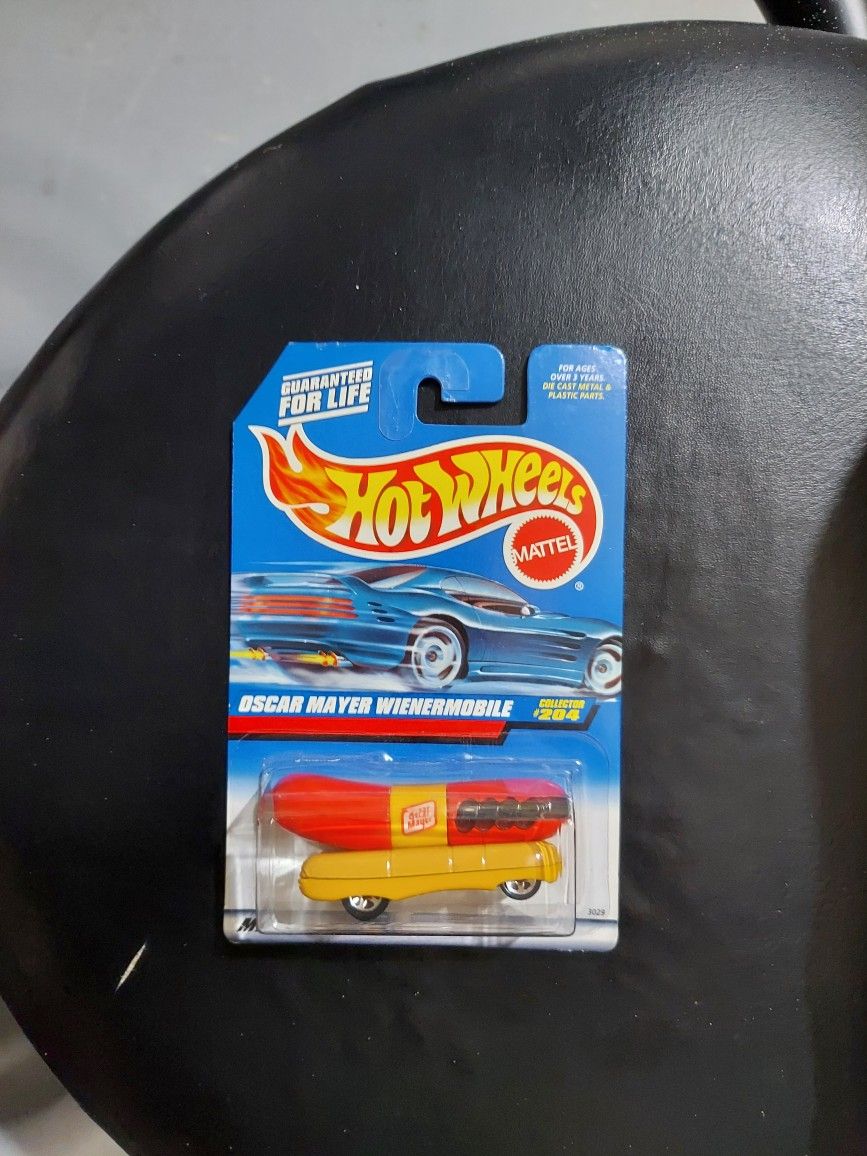 GUARANTEED
FOR LIFE
FOR AGES
OVER 3 YEARS.
DIE CAST METAL &
PLASTIC PARTS.
HOT WHEELS
MATTEL
®
OSCAR MAYER WIENERMOBILE
COLLECTOR
#204
Oscar
Mayer
3029